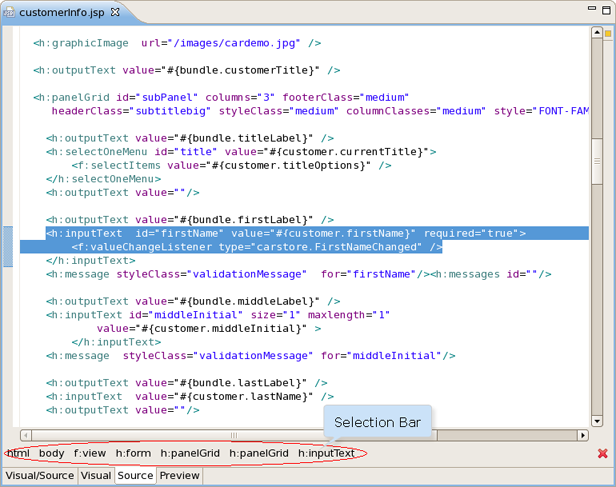 customerInfo.jsp
<h:graphicImage  url="/images/cardemo.jpg" />
<h:outputText value="#{bundle.customerTitle}" />
<h:panelGrid id="subPanel" columns="3" footerClass="medium"
headerClass="subtitlebig" styleClass="medium" columnClasses="medium" style="FONT-FAM
<h:outputText value="#{bundle.titleLabel}" />
<h:selectOneMenu id="title" value="#{customer.currentTitle}">
<f:selectItems value="#{customer.titleOptions}" />
</h:selectOneMenu>
<h:outputText value=""/>
<h:outputText value="#{bundle.firstLabel}" />
<h:inputText  id="firstName" value="#{customer.firstName}" required="true">
<f:valueChangeListener type="carstore.FirstNameChanged" />
</h:inputText>
<h:message styleClass="validationMessage"  for="firstName"/><h:messages id=""/>
<h:outputText value="#{bundle.middleLabel}" />
<h:inputText id="middleInitial" size="1" maxlength="1"
value="#{customer.middleInitial}" >
</h:inputText>
<h:message  styleClass="validationMessage" for="middleInitial"/>
<h:outputText value="#{bundle.lastLabel}" />
<h:inputText  value="#{customer.lastName}" />
<h:outputText value=""/>
Selection Bar
html body f:view h:form h:panelGrid h:panelGrid h:inputText
Visual/Source Visual Source Preview